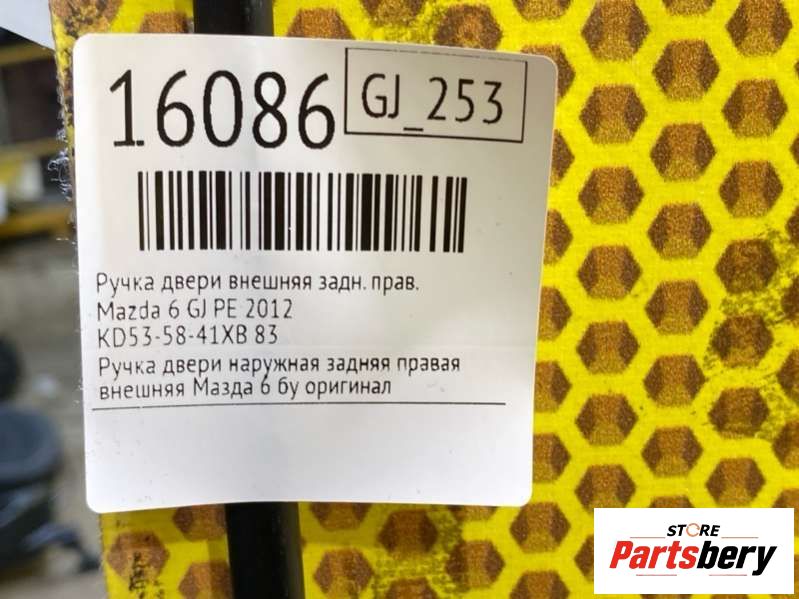 16086
GJ_253
Ручка двери внешняя задн. прав.
Mazda 6 GJ PE 2012
KD53-58-41XB 83
Ручка двери наружная задняя правая
внешняя Мазда 6 бу оригинал
STORE
Partsbery